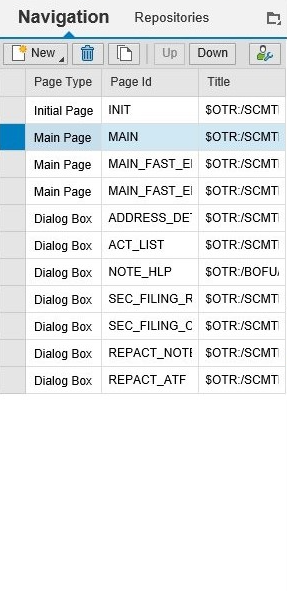 Navigation Repositories
New Up Down
Page Type Page Id Title
Initial Page INIT $OTR:/SCMT
Main Page MAIN $OTR:/SCMT
Main Page MAIN_FAST_E $OTR:/SCMT
Main Page MAIN_FAST_E $OTR:/SCMT
Dialog Box ADDRESS_DE $OTR:/SCMT
Dialog Box ACT_LIST $OTR:/SCMT
Dialog Box NOTE_HLP $OTR:/BOFU/
Dialog Box SEC_FILING_R $OTR:/SCMT
Dialog Box SEC_FILING_C $OTR:/SCMT
Dialog Box REPACT_NOTE $OTR:/SCMT
Dialog Box REPACT_ATF $OTR:/SCMT